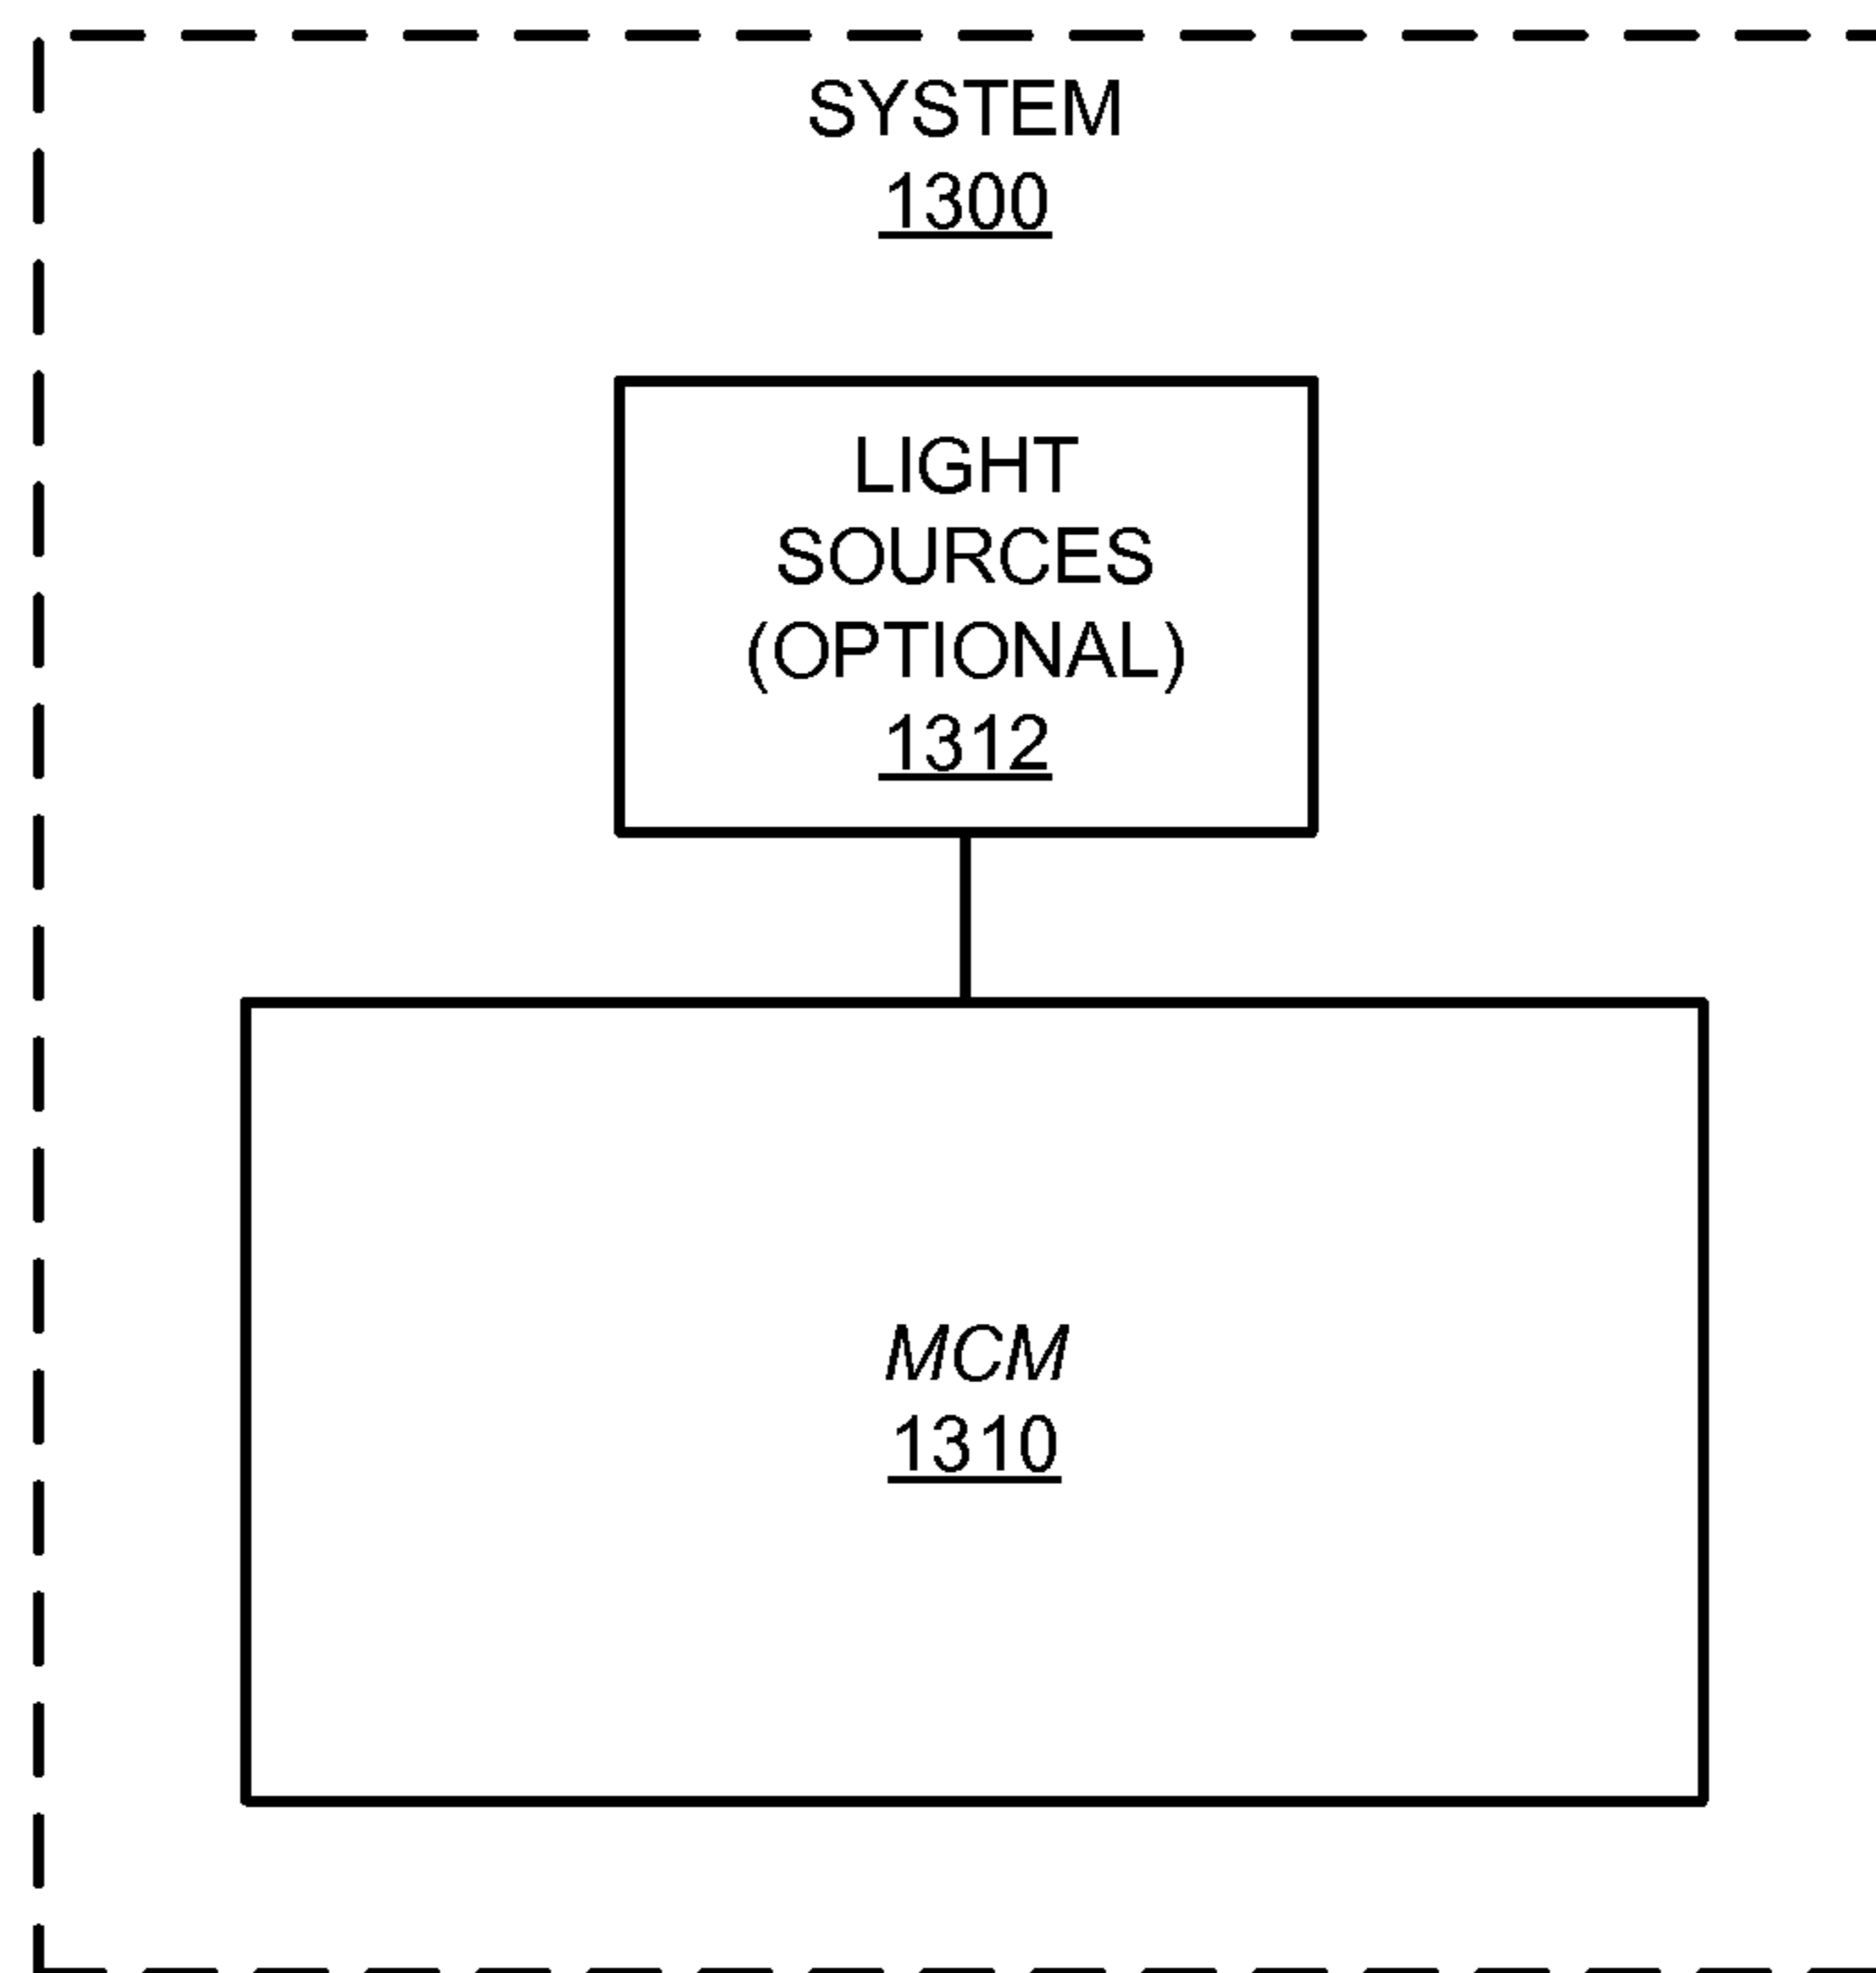 SYSTEM
1300
LIGHT
SOURCES
(OPTIONAL)
1312
MCM
1310